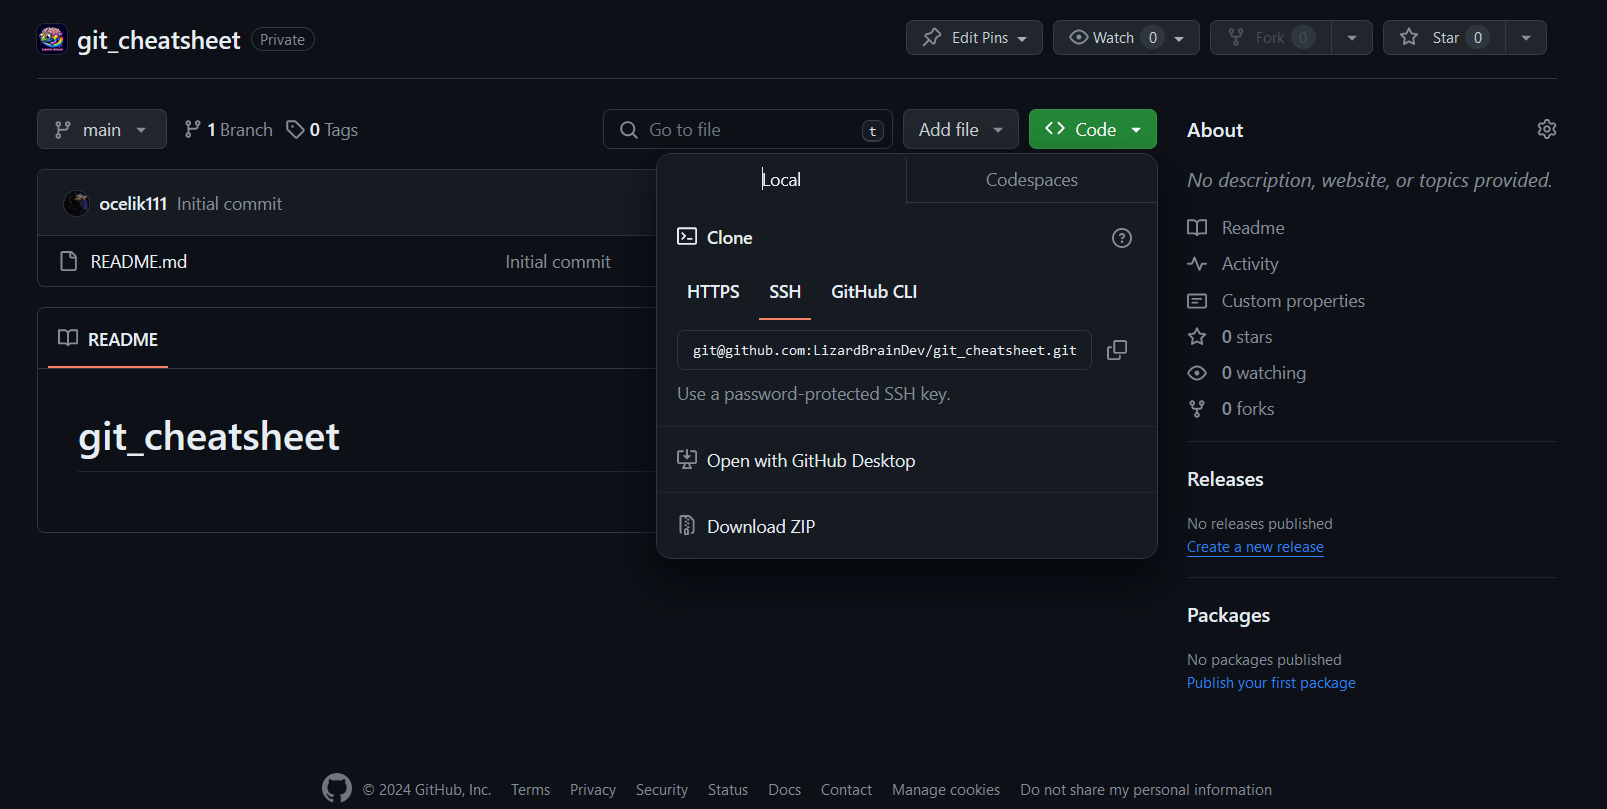 git_cheatsheet Private Edit Pins Watch 0 Fork 0 Star 0
main 1 Branch 0 Tags Go to file t Add file Code
Local Codespaces
ocelik111 Initial commit
README.md Initial commit
README
git_cheatsheet
Clone
HTTPS SSH GitHub CLI
git@github.com:LizardBrainDev/git_cheatsheet.git
Use a password-protected SSH key.
Open with GitHub Desktop
Download ZIP
About
No description, website, or topics provided.
Readme
Activity
Custom properties
0 stars
0 watching
0 forks
Releases
No releases published
Create a new release
Packages
No packages published
Publish your first package
© 2024 GitHub, Inc. Terms Privacy Security Status Docs Contact Manage cookies Do not share my personal information